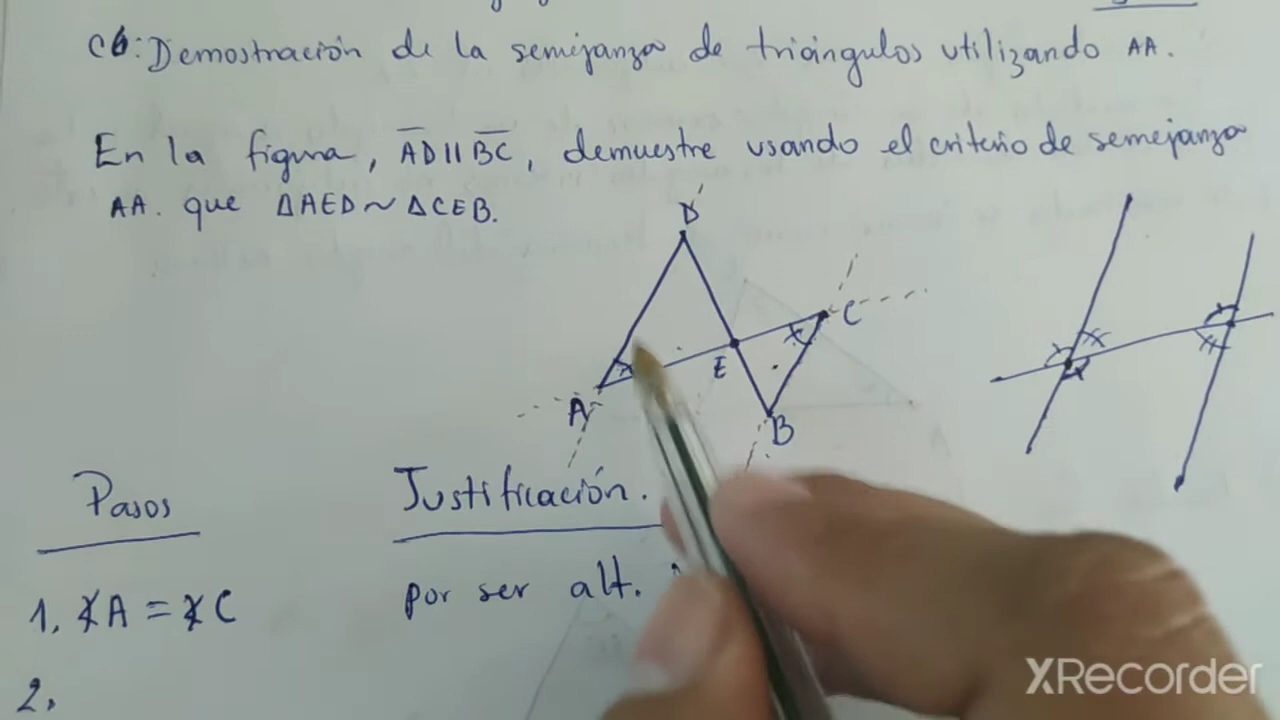 C6: Demostración de la semejanza de triángulos utilizando AA.
En la figura, AD II BC, demuestre usando el criterio de semejanza
AA. que ΔAED ~ ΔCEB.
D
C
E
A
B
Pasos
Justificación.
1. ∡A = ∡C
por ser alt.
2.
XRecorder